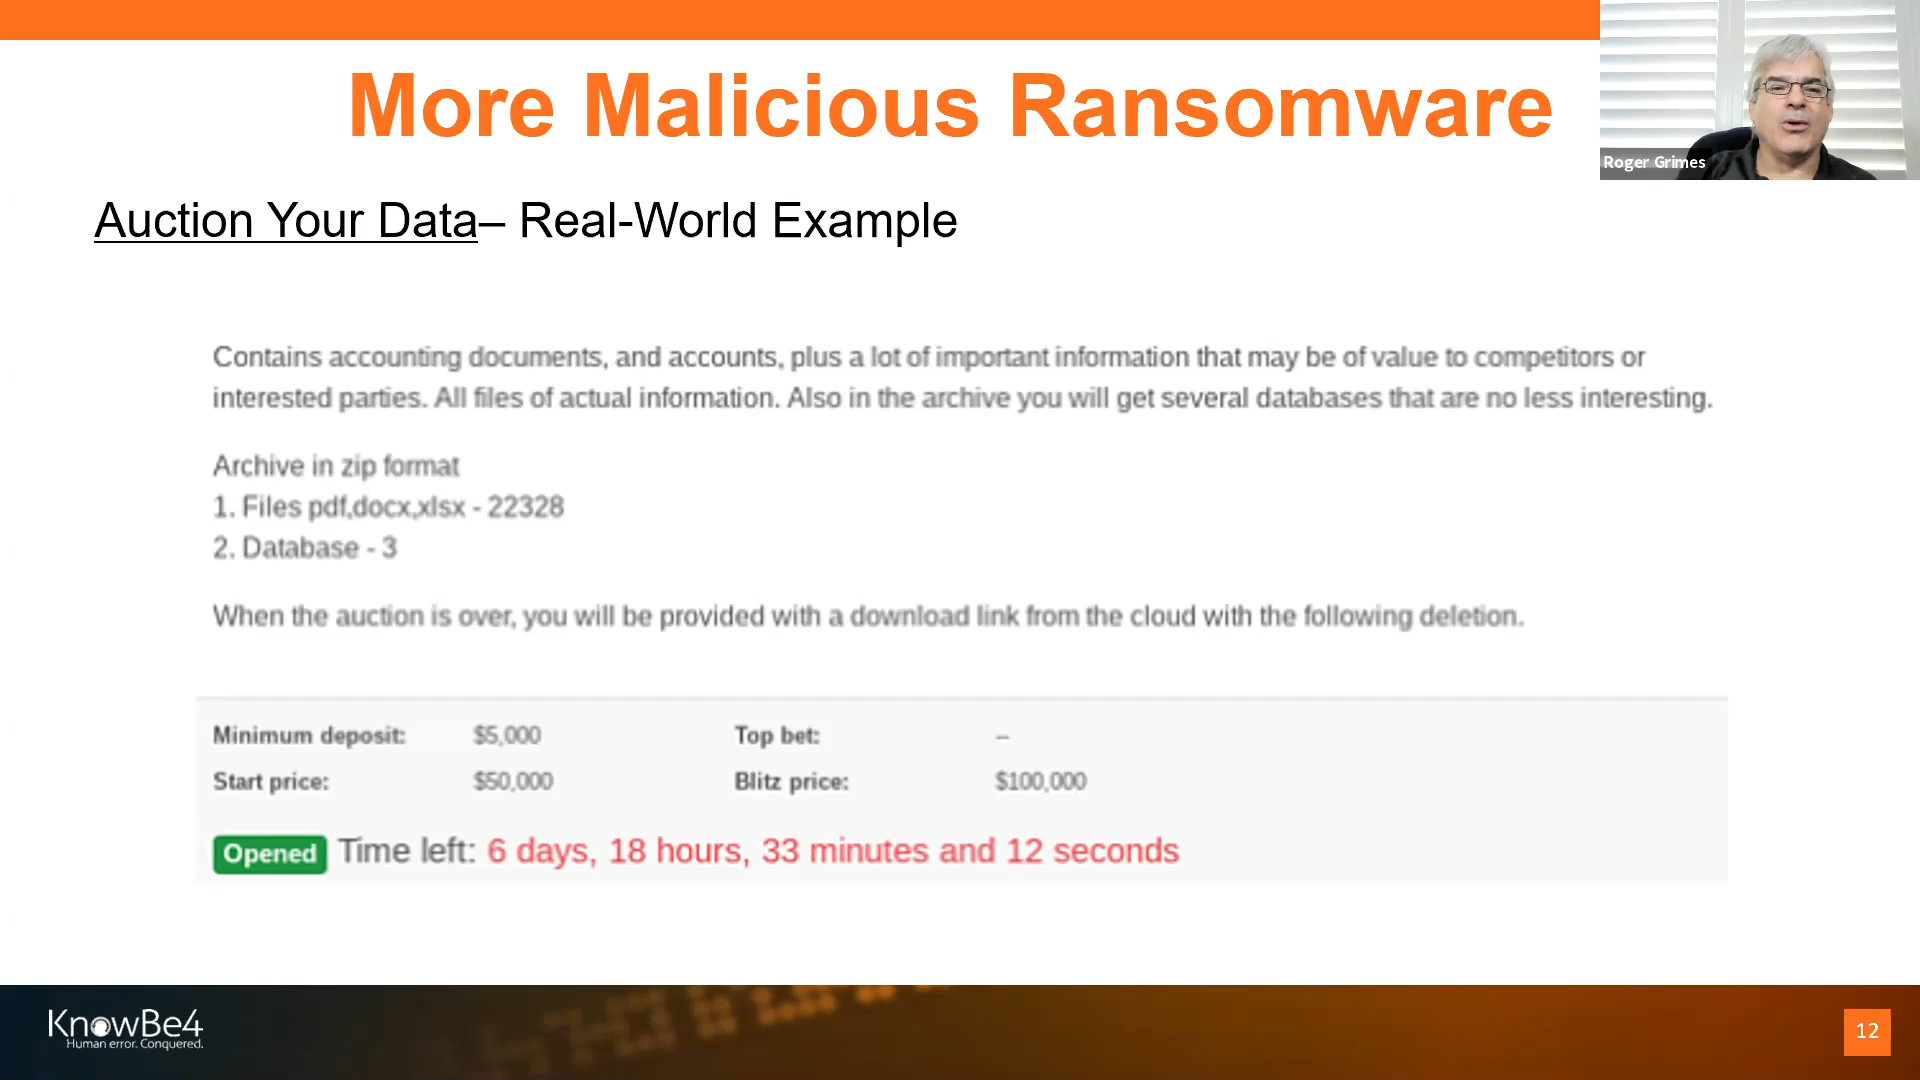 More Malicious Ransomware
Roger Grimes
Auction Your Data– Real-World Example
Contains accounting documents, and accounts, plus a lot of important information that may be of value to competitors or
interested parties. All files of actual information. Also in the archive you will get several databases that are no less interesting.
Archive in zip format
1. Files pdf,docx,xlsx - 22328
2. Database - 3
When the auction is over, you will be provided with a download link from the cloud with the following deletion.
Minimum deposit: $5,000 Top bet: –
Start price: $50,000 Blitz price: $100,000
Opened Time left: 6 days, 18 hours, 33 minutes and 12 seconds
KnowBe4
Human error. Conquered.
12